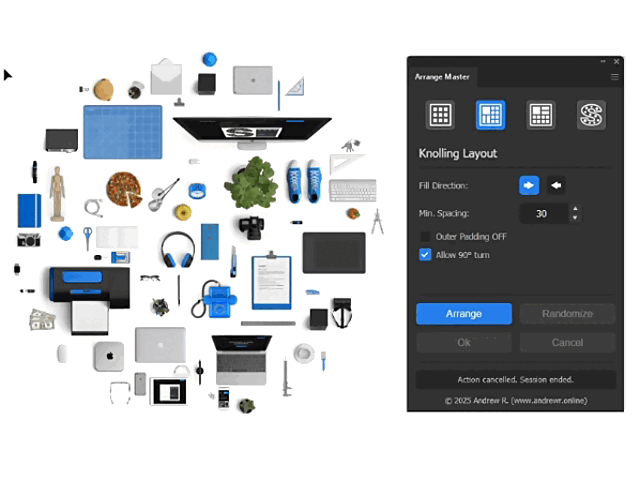 Arrange Master
Knolling Layout
Fill Direction:
Min. Spacing:
30
Outer Padding OFF
Allow 90° turn
Arrange
Randomize
Ok
Cancel
Action cancelled. Session ended.
© 2025 Andrew R. (www.andrewr.online)